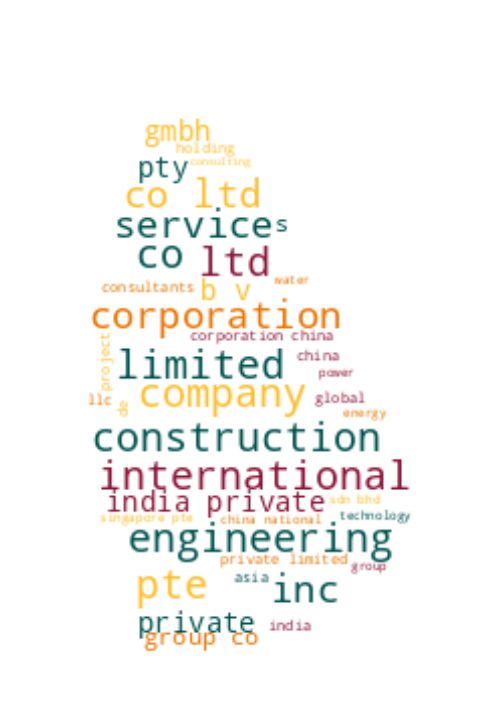 gmbh
holding
pty consulting
co ltd
services
co ltd
water
consultants b v
corporation
project corporation china
limited china
power
company
llc de global
energy
construction
international
india private sdn bhd
singapore pte china national technology
engineering
private limited group
pte asia inc
private india
group co